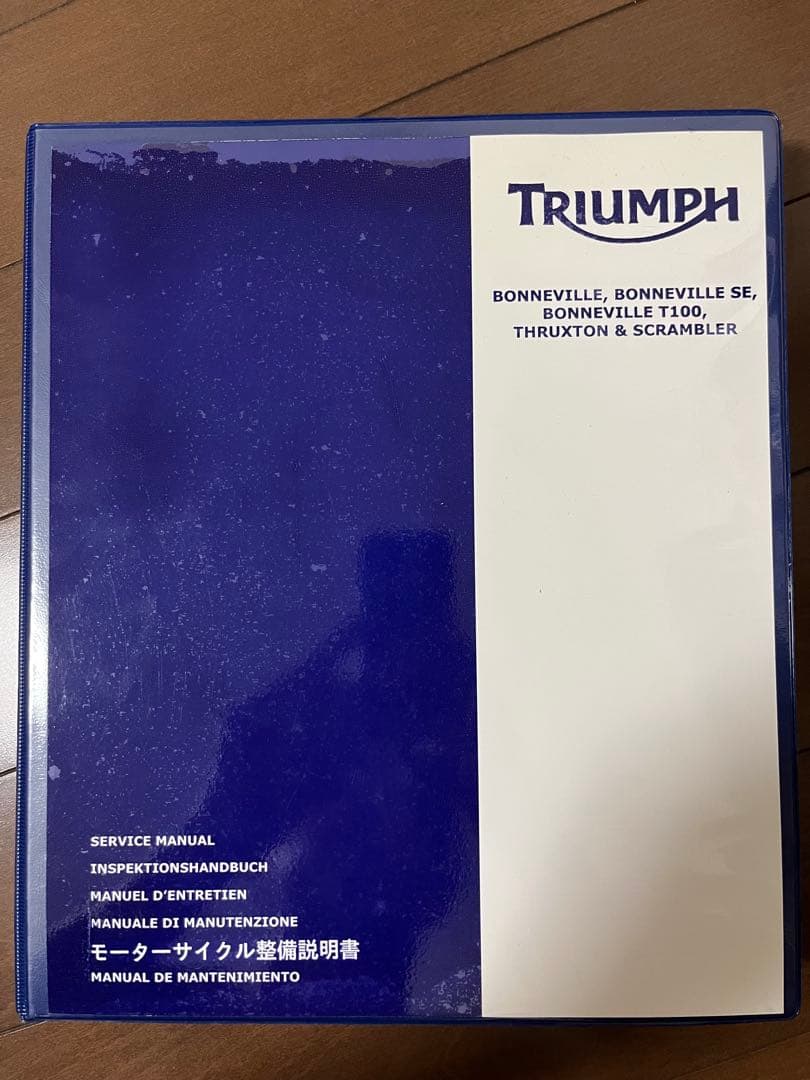 TRIUMPH
BONNEVILLE, BONNEVILLE SE,
BONNEVILLE T100,
THRUXTON & SCRAMBLER
SERVICE MANUAL
INSPEKTIONSHANDBUCH
MANUEL D'ENTRETIEN
MANUALE DI MANUTENZIONE
モーターサイクル整備説明書
MANUAL DE MANTENIMIENTO